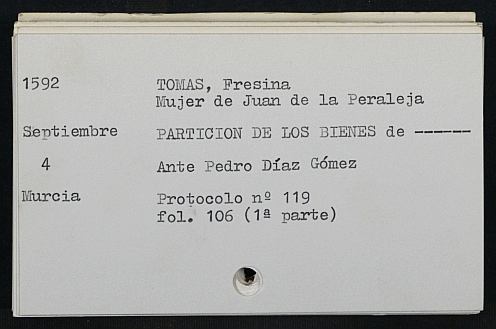 1592 TOMAS, Fresina
Mujer de Juan de la Peraleja
Septiembre PARTICION DE LOS BIENES de ------
4 Ante Pedro Díaz Gómez
Murcia Protocolo nº 119
fol. 106 (1ª parte)